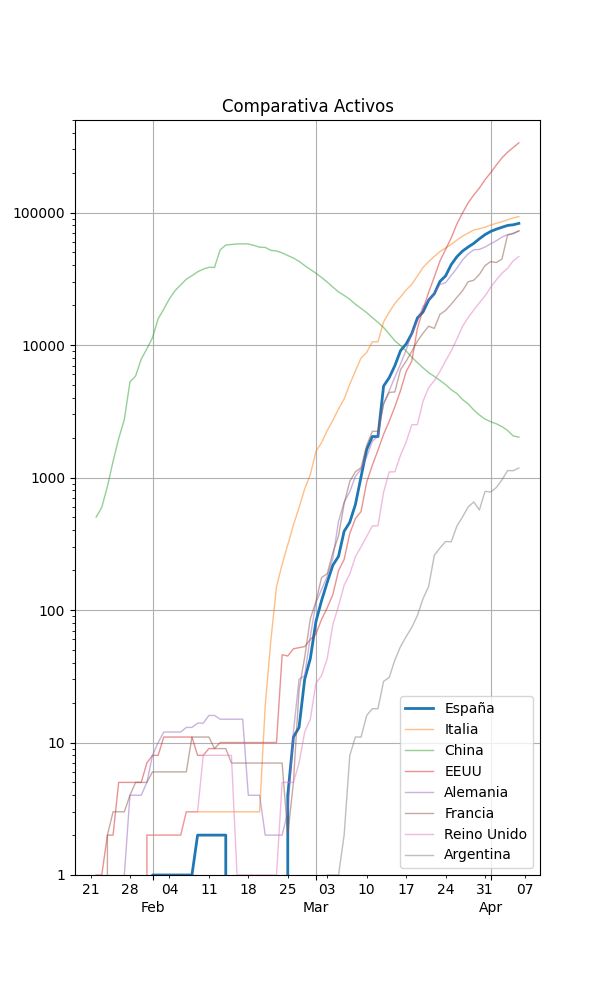 Comparativa Activos
100000
10000
1000
100
10
1
21 28 04 11 18 25 03 10 17 24 31 07
Feb Mar Apr
España
Italia
China
EEUU
Alemania
Francia
Reino Unido
Argentina